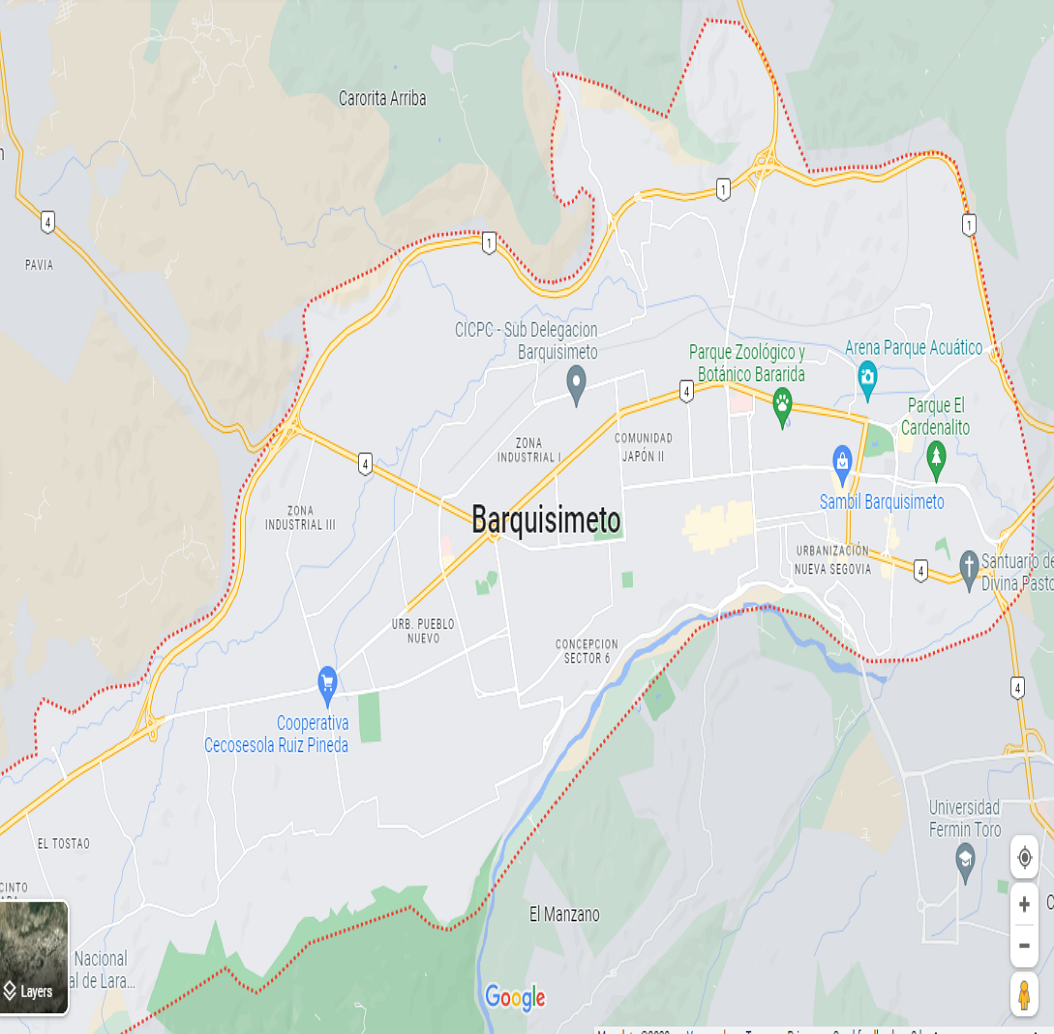 Carorita Arriba
1
4
1
1
PAVIA
CICPC - Sub Delegacion
Barquisimeto
Parque Zoológico y
Botánico Bararida
Arena Parque Acuático
4
Parque El
Cardenalito
ZONA
INDUSTRIAL I
COMUNIDAD
JAPÓN II
4
Sambil Barquisimeto
ZONA
INDUSTRIAL III
Barquisimeto
URBANIZACIÓN
NUEVA SEGOVIA
4
Santuario de
Divina Pasto
URB. PUEBLO
NUEVO
CONCEPCION
SECTOR 6
4
Cooperativa
Cecosesola Ruiz Pineda
Universidad
Fermin Toro
EL TOSTAO
CINTO
El Manzano
Nacional
al de Lara...
Layers
Google